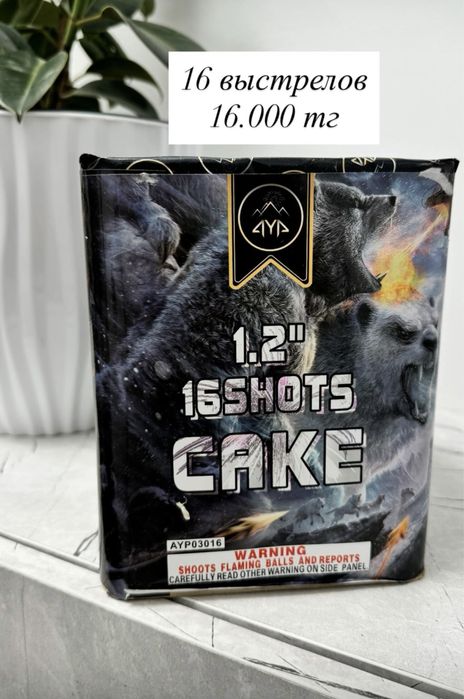 16 выстрелов
16.000 тг
AYP
1.2"
16SHOTS
CAKE
AYP03016
WARNING
SHOOTS FLAMING BALLS AND REPORTS
CAREFULLY READ OTHER WARNING ON SIDE PANEL